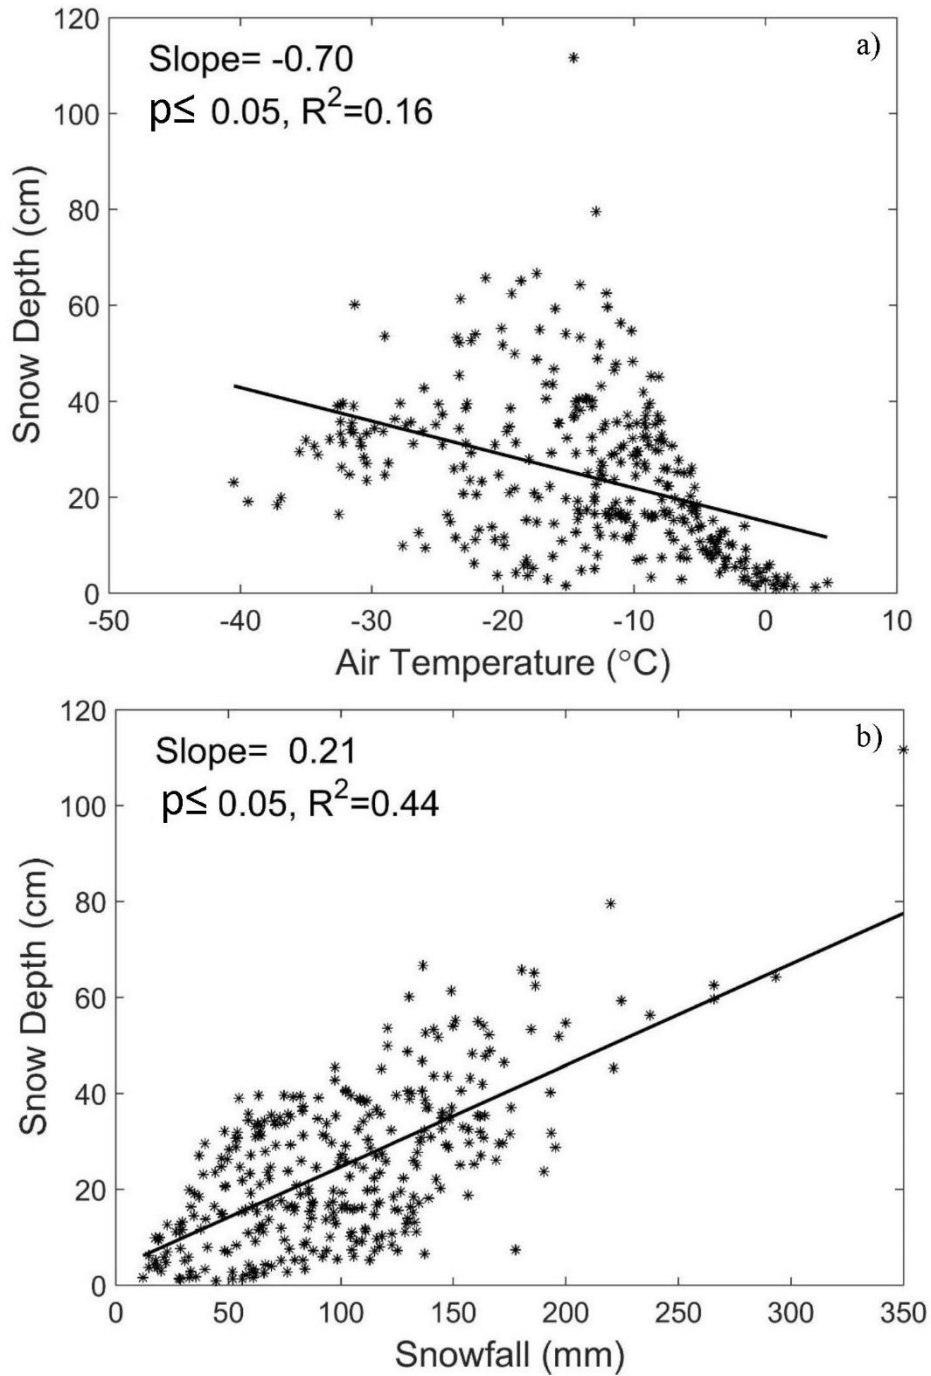 120
100
80
60
40
20
0
Snow Depth (cm)
Slope= -0.70
p≤ 0.05, R²=0.16
a)
-50 -40 -30 -20 -10 0 10
Air Temperature (°C)
120
100
80
60
40
20
0
Snow Depth (cm)
Slope= 0.21
p≤ 0.05, R²=0.44
b)
0 50 100 150 200 250 300 350
Snowfall (mm)